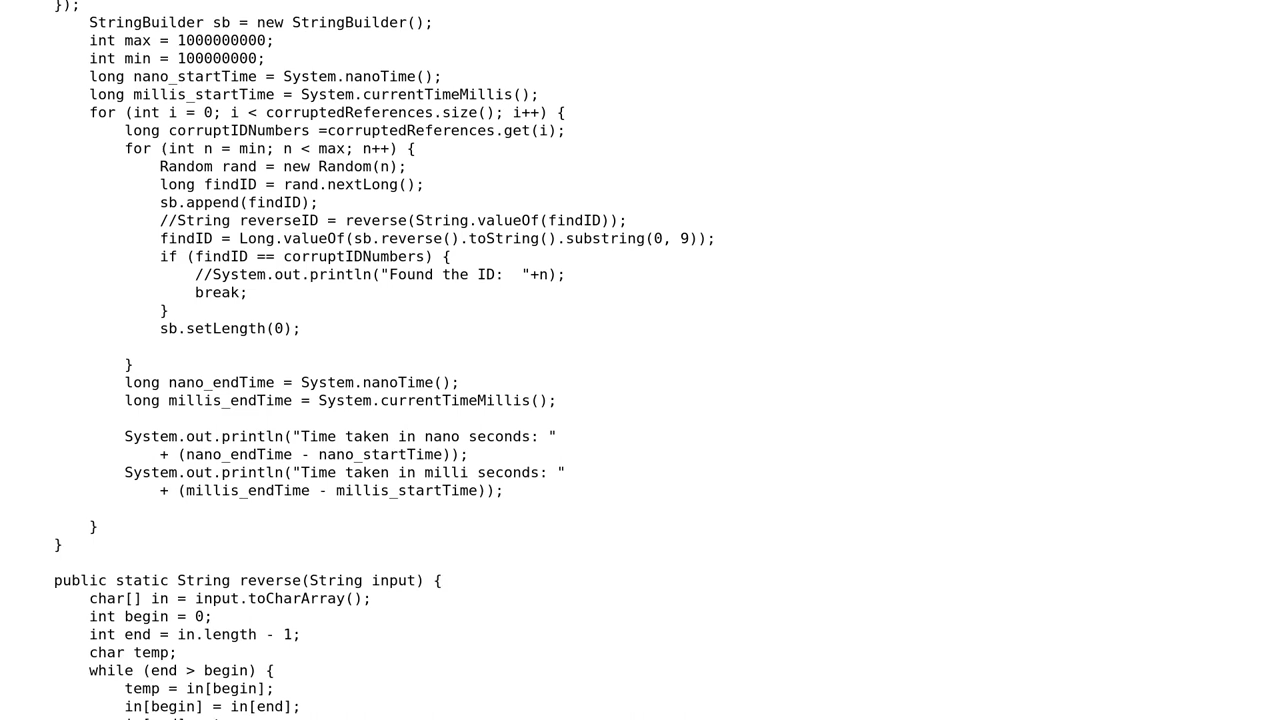 });
    StringBuilder sb = new StringBuilder();
    int max = 1000000000;
    int min = 100000000;
    long nano_startTime = System.nanoTime();
    long millis_startTime = System.currentTimeMillis();
    for (int i = 0; i < corruptedReferences.size(); i++) {
        long corruptIDNumbers =corruptedReferences.get(i);
        for (int n = min; n < max; n++) {
            Random rand = new Random(n);
            long findID = rand.nextLong();
            sb.append(findID);
            //String reverseID = reverse(String.valueOf(findID));
            findID = Long.valueOf(sb.reverse().toString().substring(0, 9));
            if (findID == corruptIDNumbers) {
                //System.out.println("Found the ID:  "+n);
                break;
            }
            sb.setLength(0);

        }
        long nano_endTime = System.nanoTime();
        long millis_endTime = System.currentTimeMillis();

        System.out.println("Time taken in nano seconds: "
            + (nano_endTime - nano_startTime));
        System.out.println("Time taken in milli seconds: "
            + (millis_endTime - millis_startTime));

    }
}

public static String reverse(String input) {
    char[] in = input.toCharArray();
    int begin = 0;
    int end = in.length - 1;
    char temp;
    while (end > begin) {
        temp = in[begin];
        in[begin] = in[end];